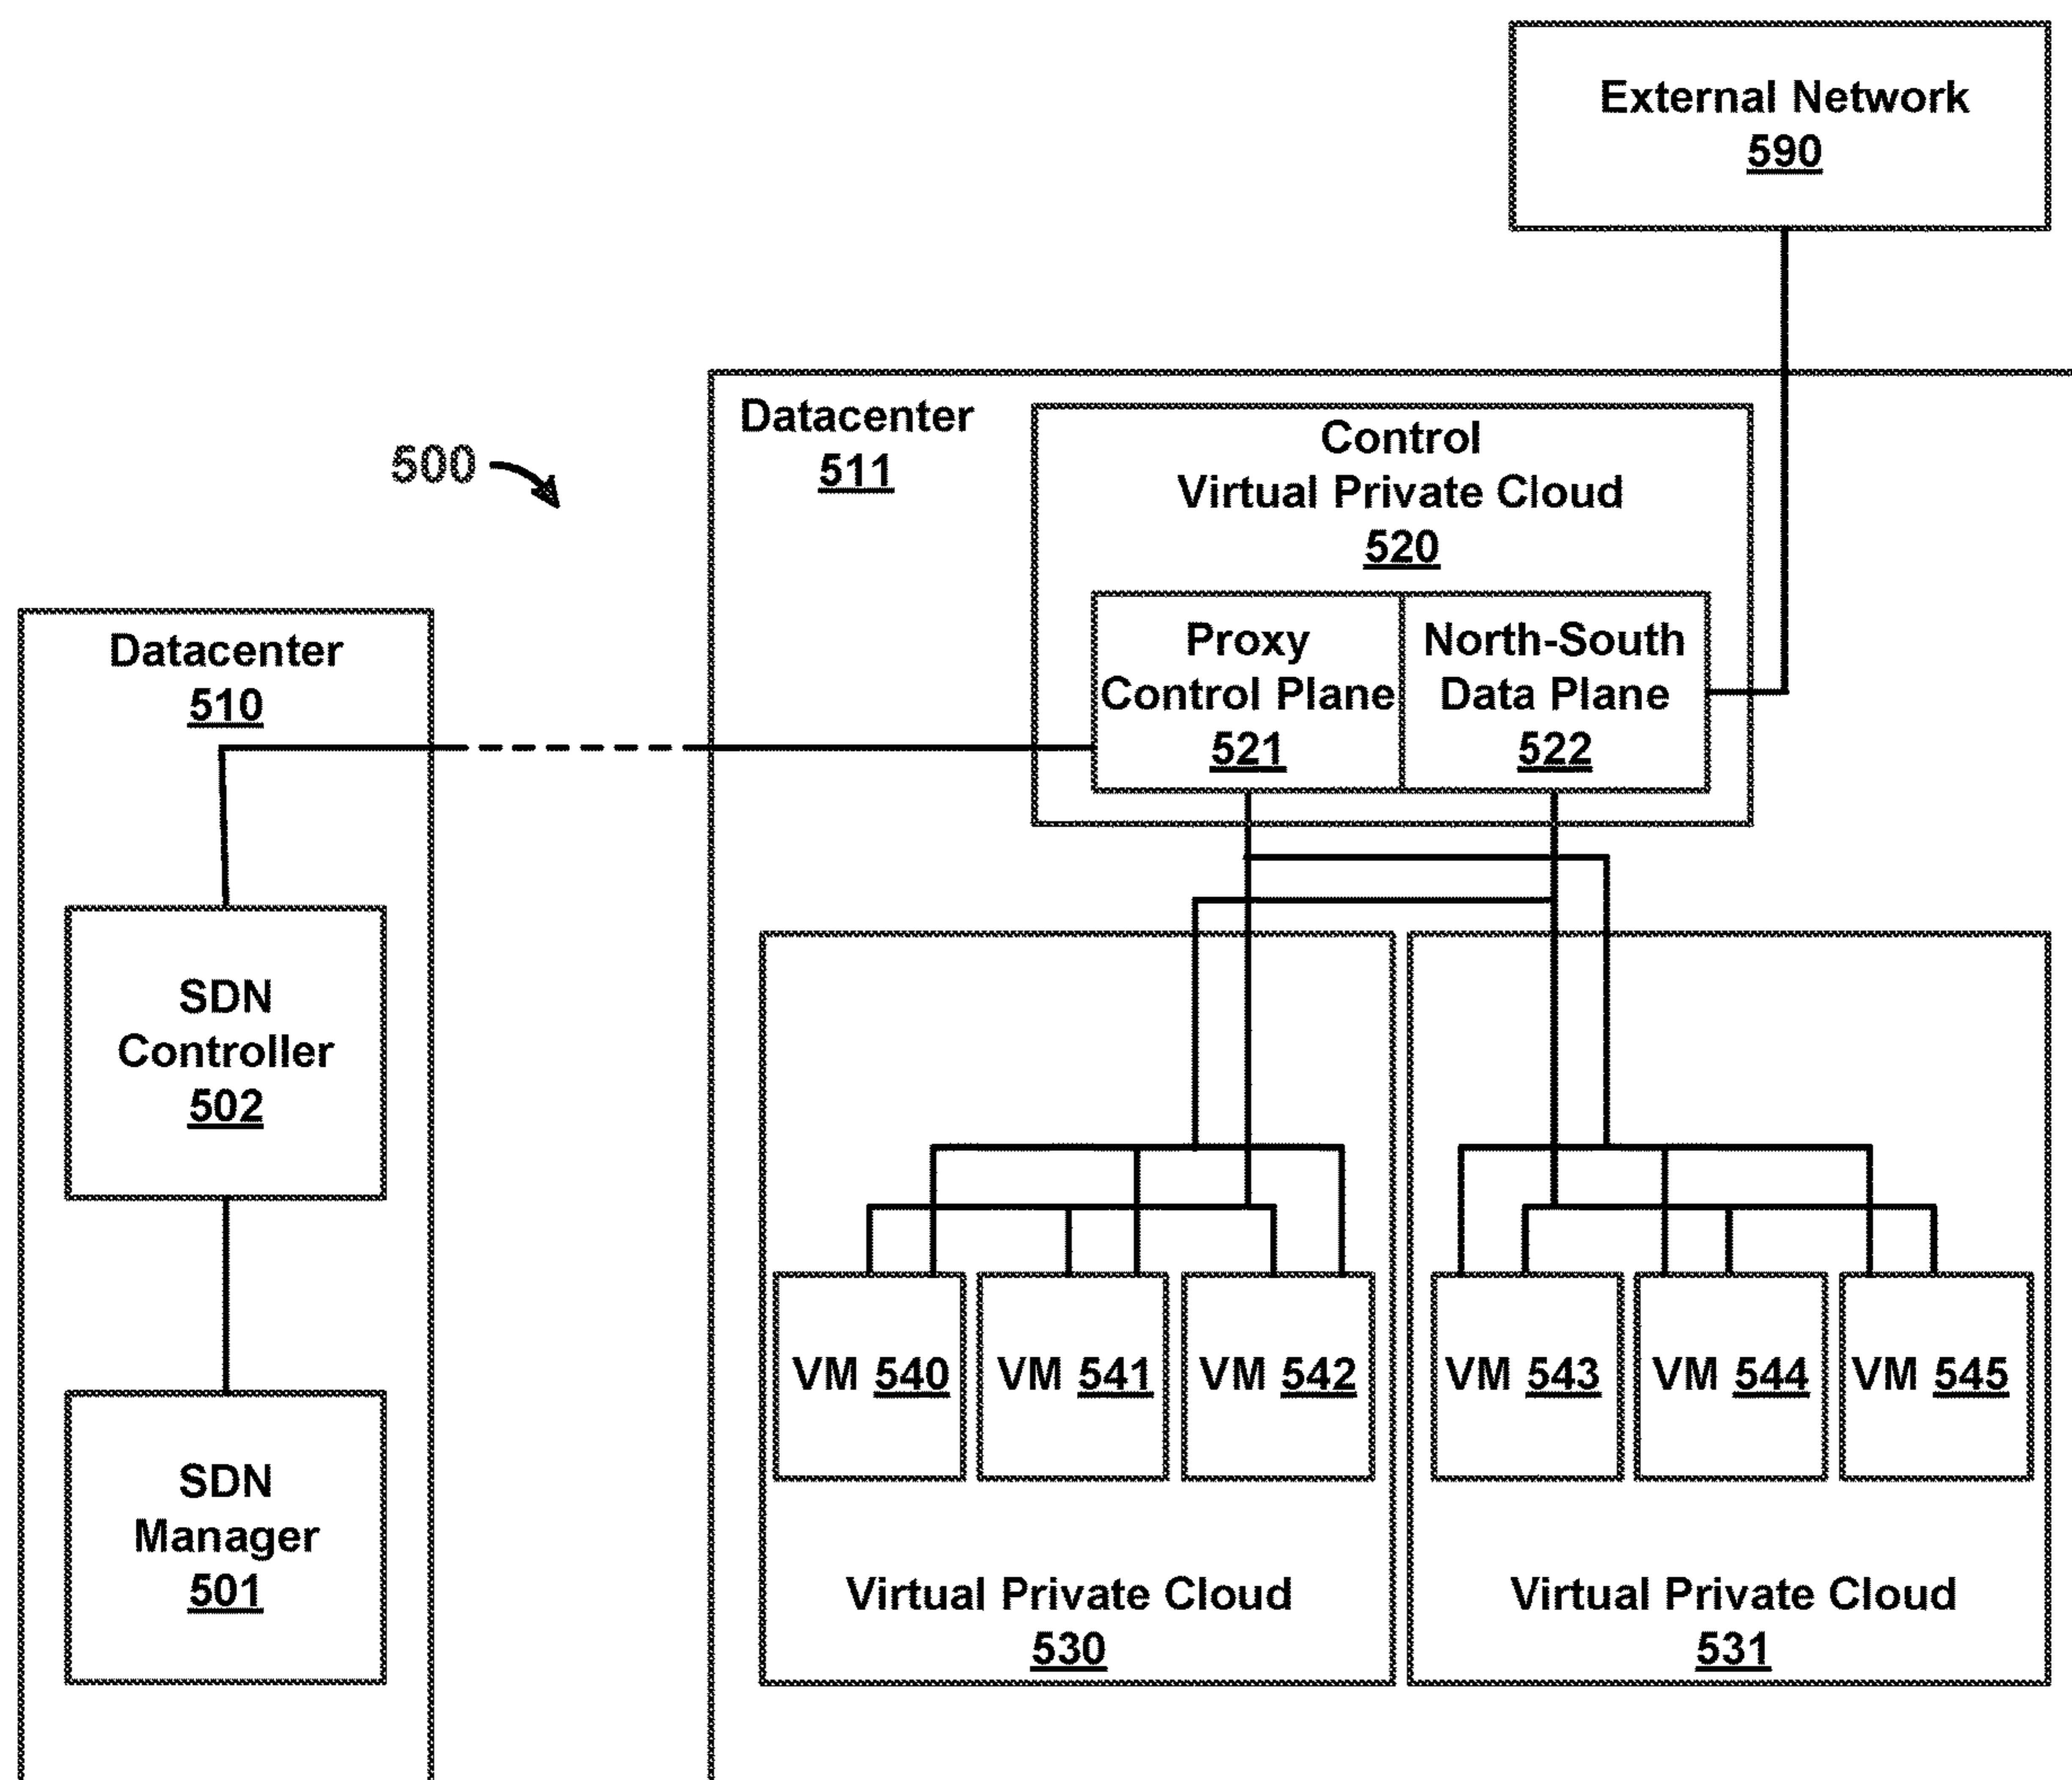 External Network
590
Datacenter
511
Control
Virtual Private Cloud
520
500
Proxy
Control Plane
521
North-South
Data Plane
522
Datacenter
510
SDN
Controller
502
SDN
Manager
501
VM 540
VM 541
VM 542
VM 543
VM 544
VM 545
Virtual Private Cloud
530
Virtual Private Cloud
531